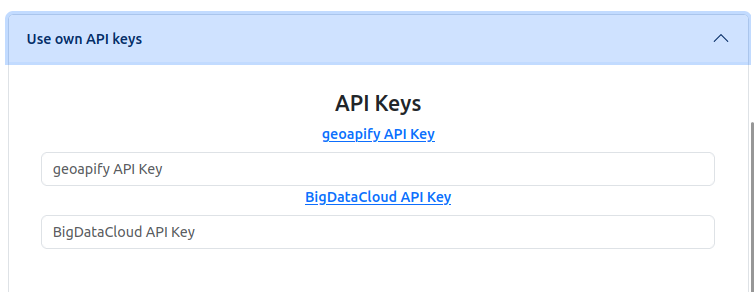 Use own API keys
API Keys
geoapify API Key
geoapify API Key
BigDataCloud API Key
BigDataCloud API Key